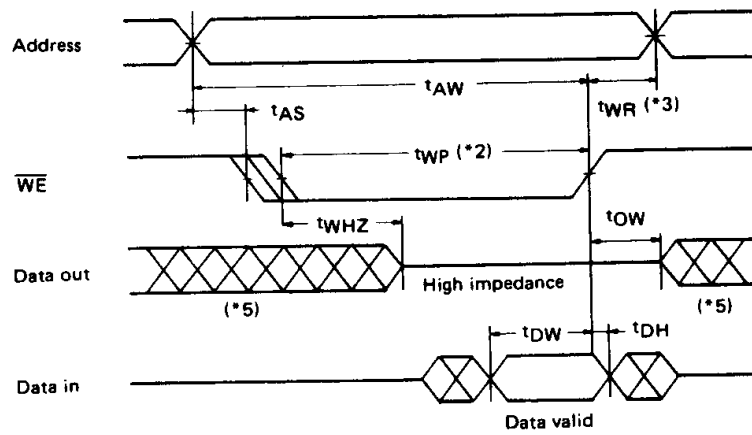 Address
tAW
tWR (*3)
tAS
tWP (*2)
WE
tWHZ
tOW
Data out
High impedance
(*5)
(*5)
tDW
tDH
Data in
Data valid